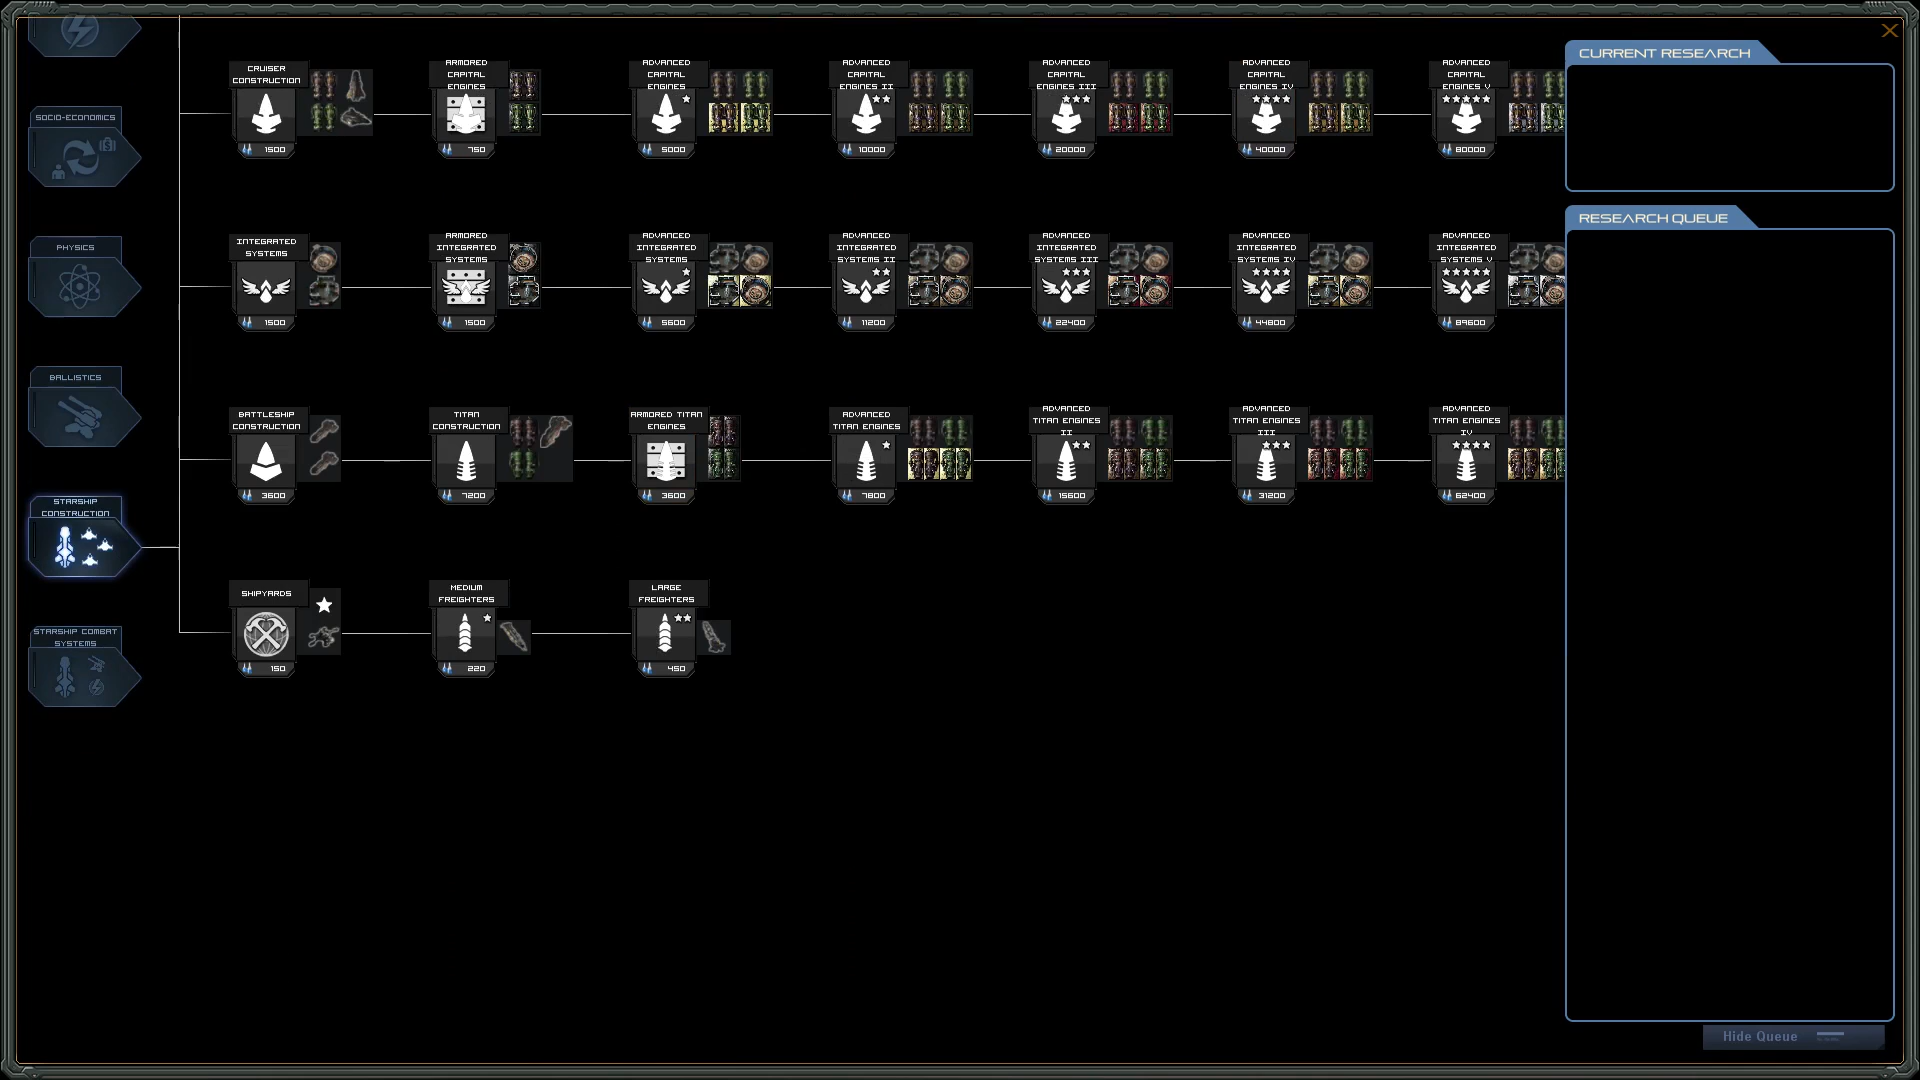 CURRENT RESEARCH
CRUISER
CONSTRUCTION
1500
ARMORED
CAPITAL
ENGINES
750
ADVANCED
CAPITAL
ENGINES
5000
ADVANCED
CAPITAL
ENGINES II
10000
ADVANCED
CAPITAL
ENGINES III
20000
ADVANCED
CAPITAL
ENGINES IV
40000
ADVANCED
CAPITAL
ENGINES V
80000
SOCIO-ECONOMICS
RESEARCH QUEUE
PHYSICS
INTEGRATED
SYSTEMS
1500
ARMORED
INTEGRATED
SYSTEMS
1500
ADVANCED
INTEGRATED
SYSTEMS
5600
ADVANCED
INTEGRATED
SYSTEMS II
11200
ADVANCED
INTEGRATED
SYSTEMS III
22400
ADVANCED
INTEGRATED
SYSTEMS IV
44800
ADVANCED
INTEGRATED
SYSTEMS V
89600
BALLISTICS
BATTLESHIP
CONSTRUCTION
3600
TITAN
CONSTRUCTION
7200
ARMORED TITAN
ENGINES
3600
ADVANCED
TITAN ENGINES
7800
ADVANCED
TITAN ENGINES
II
15600
ADVANCED
TITAN ENGINES
III
31200
ADVANCED
TITAN ENGINES
IV
62400
STARSHIP
CONSTRUCTION
SHIPYARDS
150
MEDIUM
FREIGHTERS
220
LARGE
FREIGHTERS
450
STARSHIP COMBAT
SYSTEMS
Hide Queue